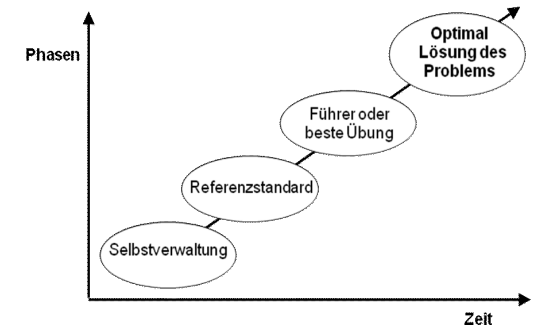 Optimal
Lösung des
Problems
Phasen
Führer oder
beste Übung
Referenzstandard
Selbstverwaltung
Zeit